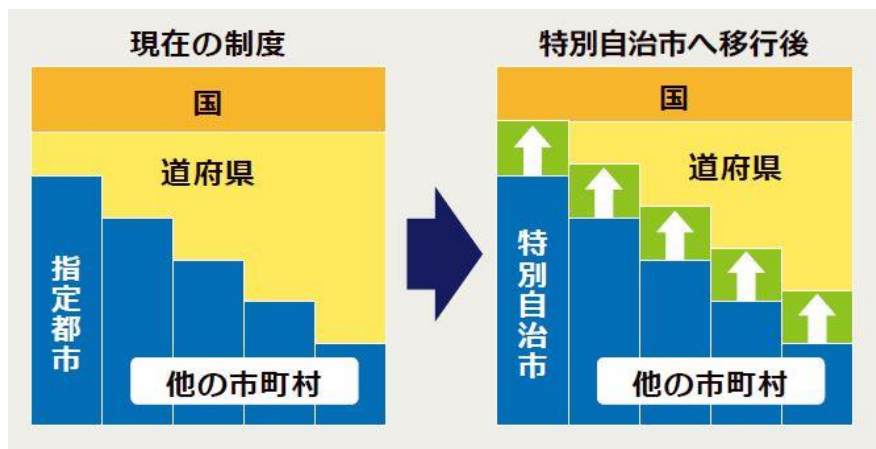 現在の制度
国
道府県
指定都市
他の市町村
特別自治市へ移行後
国
道府県
特別自治市
他の市町村